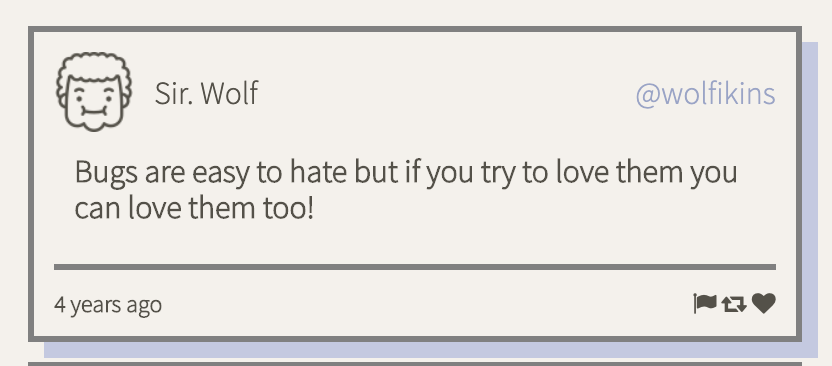 Sir. Wolf
@wolfikins
Bugs are easy to hate but if you try to love them you
can love them too!
4 years ago